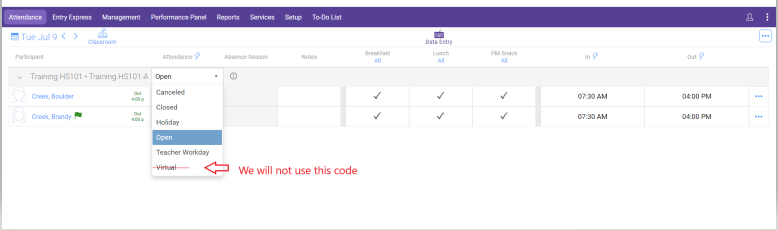 Attendance Entry Express Management Performance Panel Reports Services Setup To-Do List
Tue Jul 9
Classroom
Data Entry
Participant Attendance Absence Reason Notes Breakfast Lunch PM Snack In Out
All All All
Training HS101 • Training HS101-A Open
Creek, Boulder Out 4:00 p 07:30 AM 04:00 PM
Creek, Brandy Out 4:00 p 07:30 AM 04:00 PM
Canceled
Closed
Holiday
Open
Teacher Workday
Virtual We will not use this code